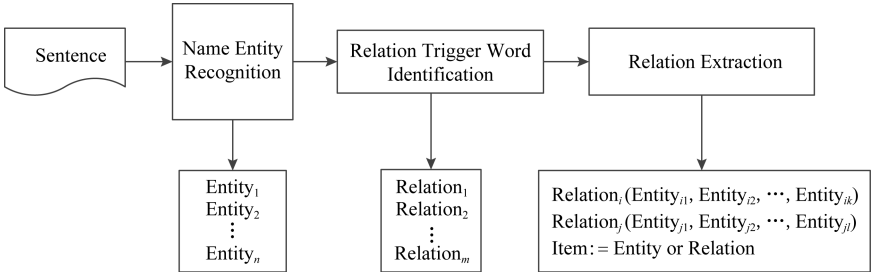 Sentence
Name Entity
Recognition
Relation Trigger Word
Identification
Relation Extraction
Entity₁
Entity₂
⋮
Entityₙ
Relation₁
Relation₂
⋮
Relationₘ
Relationᵢ(Entityᵢ₁, Entityᵢ₂, ···, Entityᵢₖ)
Relationⱼ(Entityⱼ₁, Entityⱼ₂, ···, Entityⱼₗ)
Item: = Entity or Relation